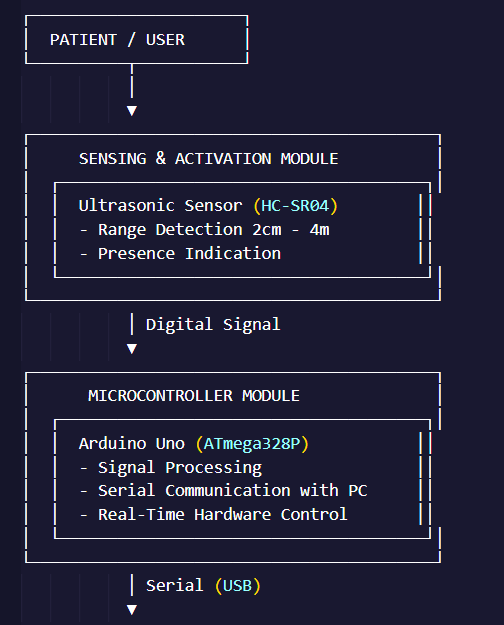 PATIENT / USER
SENSING & ACTIVATION MODULE
Ultrasonic Sensor (HC-SR04)
- Range Detection 2cm - 4m
- Presence Indication
Digital Signal
MICROCONTROLLER MODULE
Arduino Uno (ATmega328P)
- Signal Processing
- Serial Communication with PC
- Real-Time Hardware Control
Serial (USB)